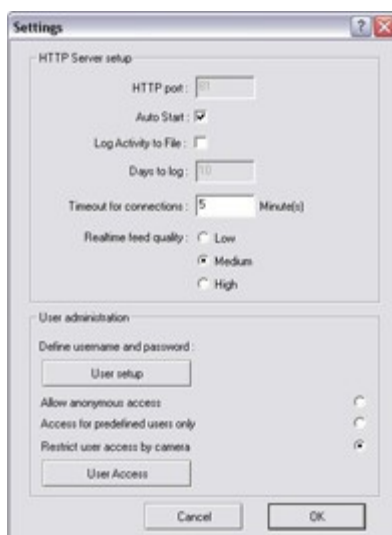 Settings
HTTP Server setup
HTTP port : 81
Auto Start :
Log Activity to File :
Days to log : 10
Timeout for connections : 5 Minute(s)
Realtime feed quality : Low
Medium
High
User administration
Define username and password :
User setup
Allow anonymous access
Access for predefined users only
Restrict user access by camera
User Access
Cancel OK